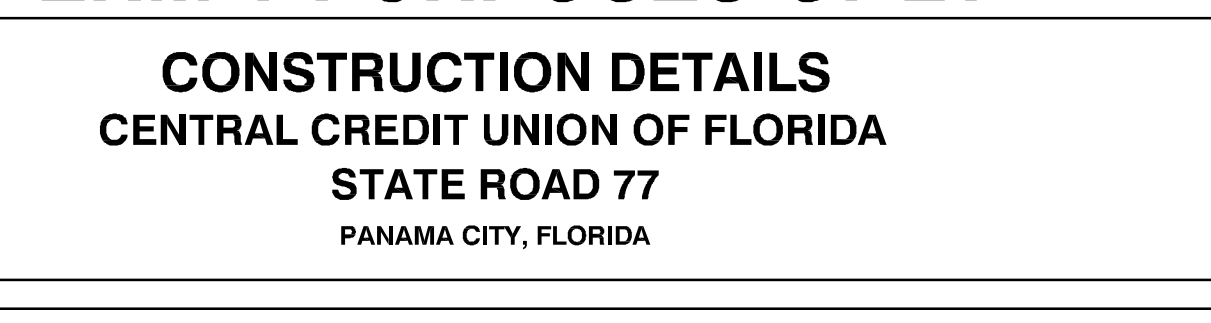 CONSTRUCTION DETAILS
CENTRAL CREDIT UNION OF FLORIDA
STATE ROAD 77
PANAMA CITY, FLORIDA